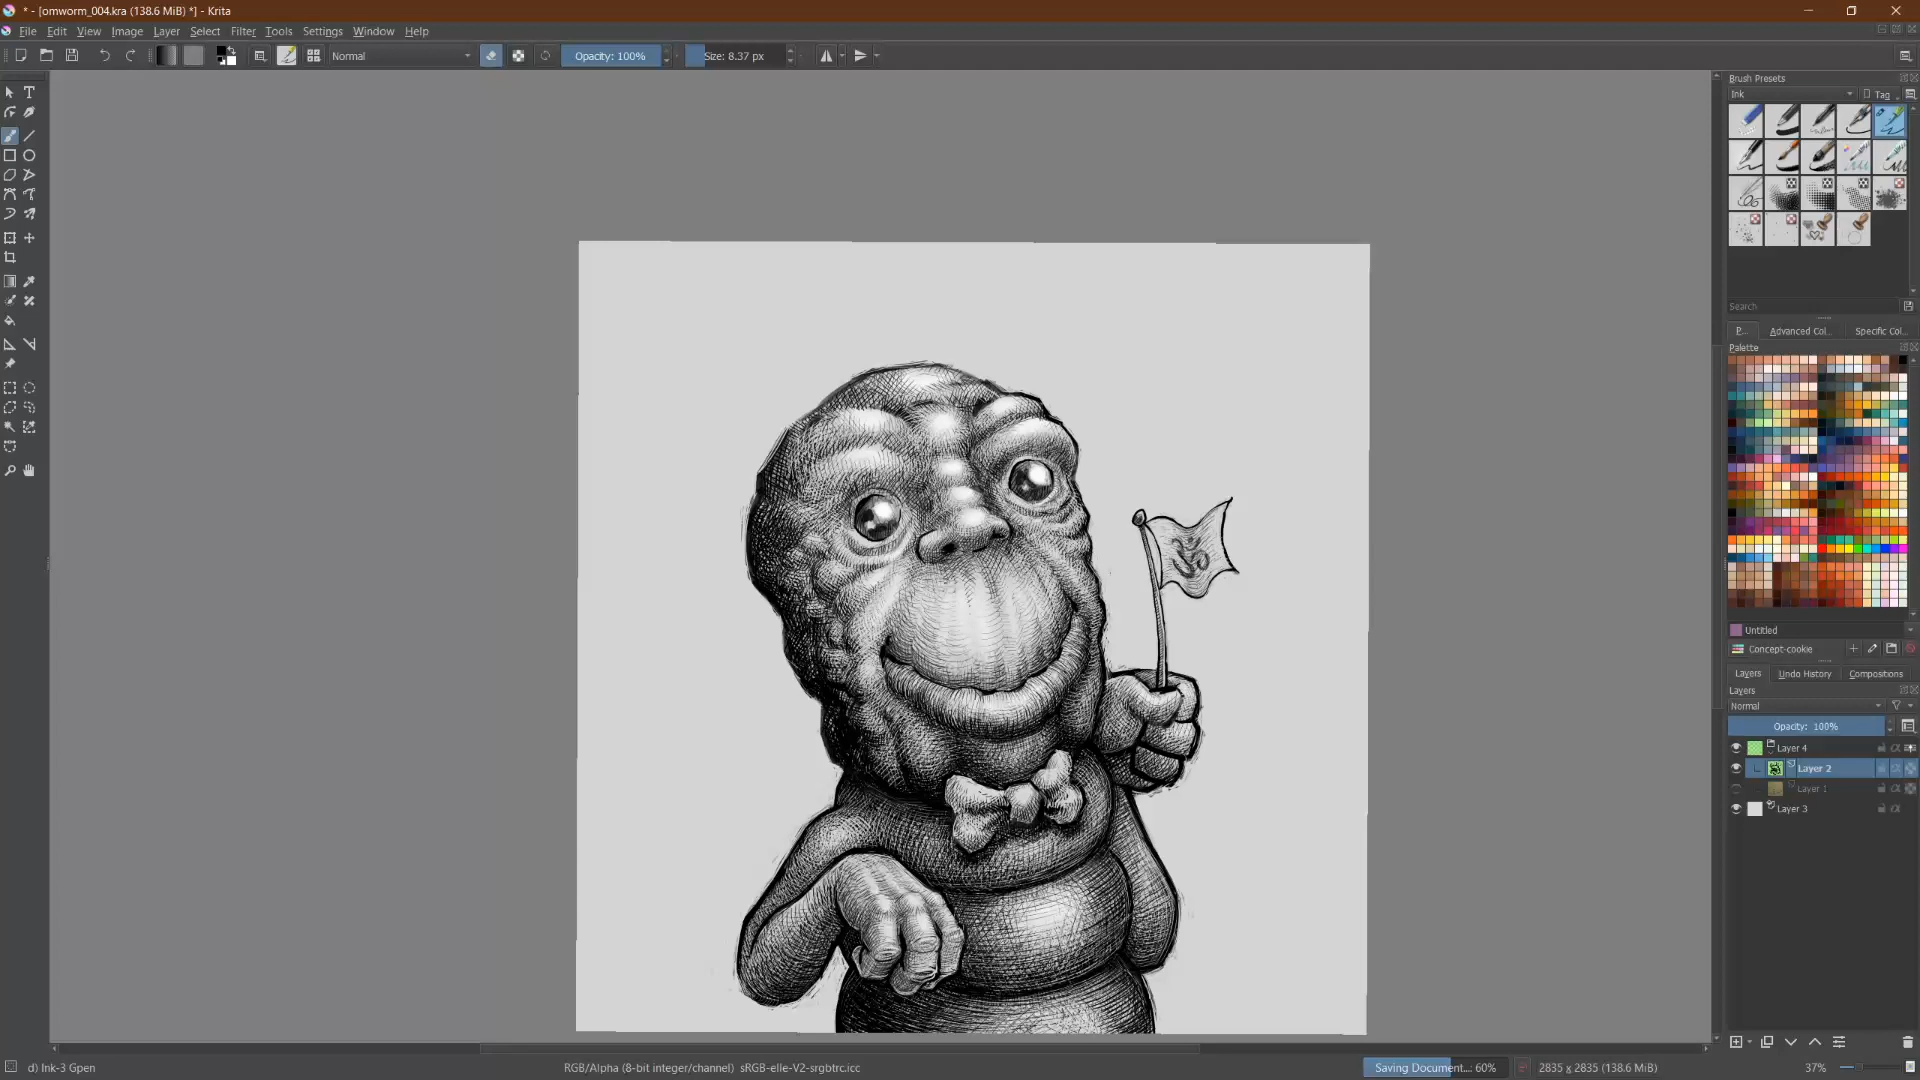 * - [omworm_004.kra (138.6 MiB) *] - Krita
File Edit View Image Layer Select Filter Tools Settings Window Help
Normal Opacity: 100% Size: 8.37 px
Brush Presets
Ink Tag
Search
P... Advanced Col... Specific Col...
Palette
Untitled
Concept-cookie
Layers Undo History Compositions
Layers
Normal
Opacity: 100%
Layer 4
Layer 2
Layer 1
Layer 3
d) Ink-3 Gpen RGB/Alpha (8-bit integer/channel) sRGB-elle-V2-srgbtrc.icc Saving Document...: 60% 2835 x 2835 (138.6 MiB) 37%
ॐ